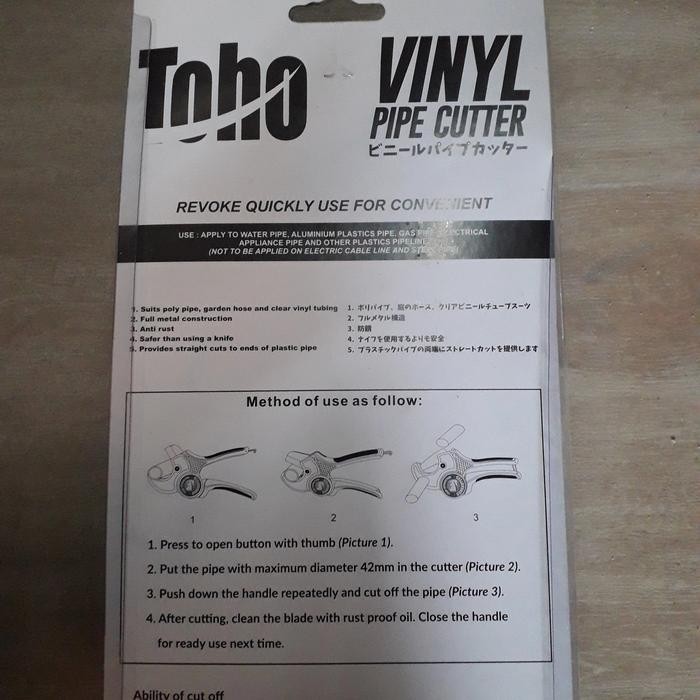 Toho
VINYL
PIPE CUTTER
ビニールパイプカッター
REVOKE QUICKLY USE FOR CONVENIENT
USE : APPLY TO WATER PIPE, ALUMINIUM PLASTICS PIPE, GAS PIPE, ELECTRICAL
APPLIANCE PIPE AND OTHER PLASTICS PIPELINE
(NOT TO BE APPLIED ON ELECTRIC CABLE LINE AND STEEL PIPE)
1. Suits poly pipe, garden hose and clear vinyl tubing
2. Full metal construction
3. Anti rust
4. Safer than using a knife
5. Provides straight cuts to ends of plastic pipe
1. ポリパイプ、庭のホース、クリアビニールチューブスーツ
2. フルメタル構造
3. 防錆
4. ナイフを使用するよりも安全
5. プラスチックパイプの両端にストレートカットを提供します
Method of use as follow:
1
2
3
1. Press to open button with thumb (Picture 1).
2. Put the pipe with maximum diameter 42mm in the cutter (Picture 2).
3. Push down the handle repeatedly and cut off the pipe (Picture 3).
4. After cutting, clean the blade with rust proof oil. Close the handle
for ready use next time.
Ability of cut off